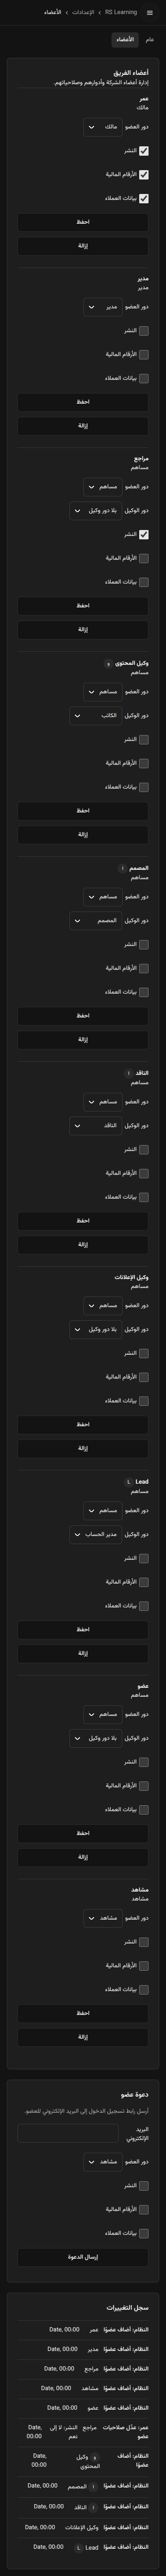 RS Learning › الإعدادات › الأعضاء
عام
الأعضاء
أعضاء الفريق
إدارة أعضاء الشركة وأدوارهم وصلاحياتهم.
عمر
مالك
دور العضو مالك
النشر
الأرقام المالية
بيانات العملاء
احفظ
إزالة
مدير
مدير
دور العضو مدير
النشر
الأرقام المالية
بيانات العملاء
احفظ
إزالة
مراجع
مساهم
دور العضو مساهم
دور الوكيل بلا دور وكيل
النشر
الأرقام المالية
بيانات العملاء
احفظ
إزالة
وكيل المحتوى و
مساهم
دور العضو مساهم
دور الوكيل الكاتب
النشر
الأرقام المالية
بيانات العملاء
احفظ
إزالة
المصمم ا
مساهم
دور العضو مساهم
دور الوكيل المصمم
النشر
الأرقام المالية
بيانات العملاء
احفظ
إزالة
الناقد ا
مساهم
دور العضو مساهم
دور الوكيل الناقد
النشر
الأرقام المالية
بيانات العملاء
احفظ
إزالة
وكيل الإعلانات
مساهم
دور العضو مساهم
دور الوكيل بلا دور وكيل
النشر
الأرقام المالية
بيانات العملاء
احفظ
إزالة
Lead L
مساهم
دور العضو مساهم
دور الوكيل مدير الحساب
النشر
الأرقام المالية
بيانات العملاء
احفظ
إزالة
عضو
مساهم
دور العضو مساهم
دور الوكيل بلا دور وكيل
النشر
الأرقام المالية
بيانات العملاء
احفظ
إزالة
مشاهد
مشاهد
دور العضو مشاهد
النشر
الأرقام المالية
بيانات العملاء
احفظ
إزالة
دعوة عضو
أرسل رابط تسجيل الدخول إلى البريد الإلكتروني للعضو.
البريد
الإلكتروني
دور العضو مشاهد
النشر
الأرقام المالية
بيانات العملاء
إرسال الدعوة
سجل التغييرات
النظام: أضاف عضوًا عمر Date, 00:00
النظام: أضاف عضوًا مدير Date, 00:00
النظام: أضاف عضوًا مراجع Date, 00:00
النظام: أضاف عضوًا مشاهد Date, 00:00
النظام: أضاف عضوًا عضو Date, 00:00
عمر: عدّل صلاحيات مراجع النشر: لا إلى Date,
عضو نعم 00:00
النظام: أضاف و وكيل Date,
عضوًا المحتوى 00:00
النظام: أضاف عضوًا ا المصمم Date, 00:00
النظام: أضاف عضوًا ا الناقد Date, 00:00
النظام: أضاف عضوًا وكيل الإعلانات Date, 00:00
النظام: أضاف عضوًا L Lead Date, 00:00